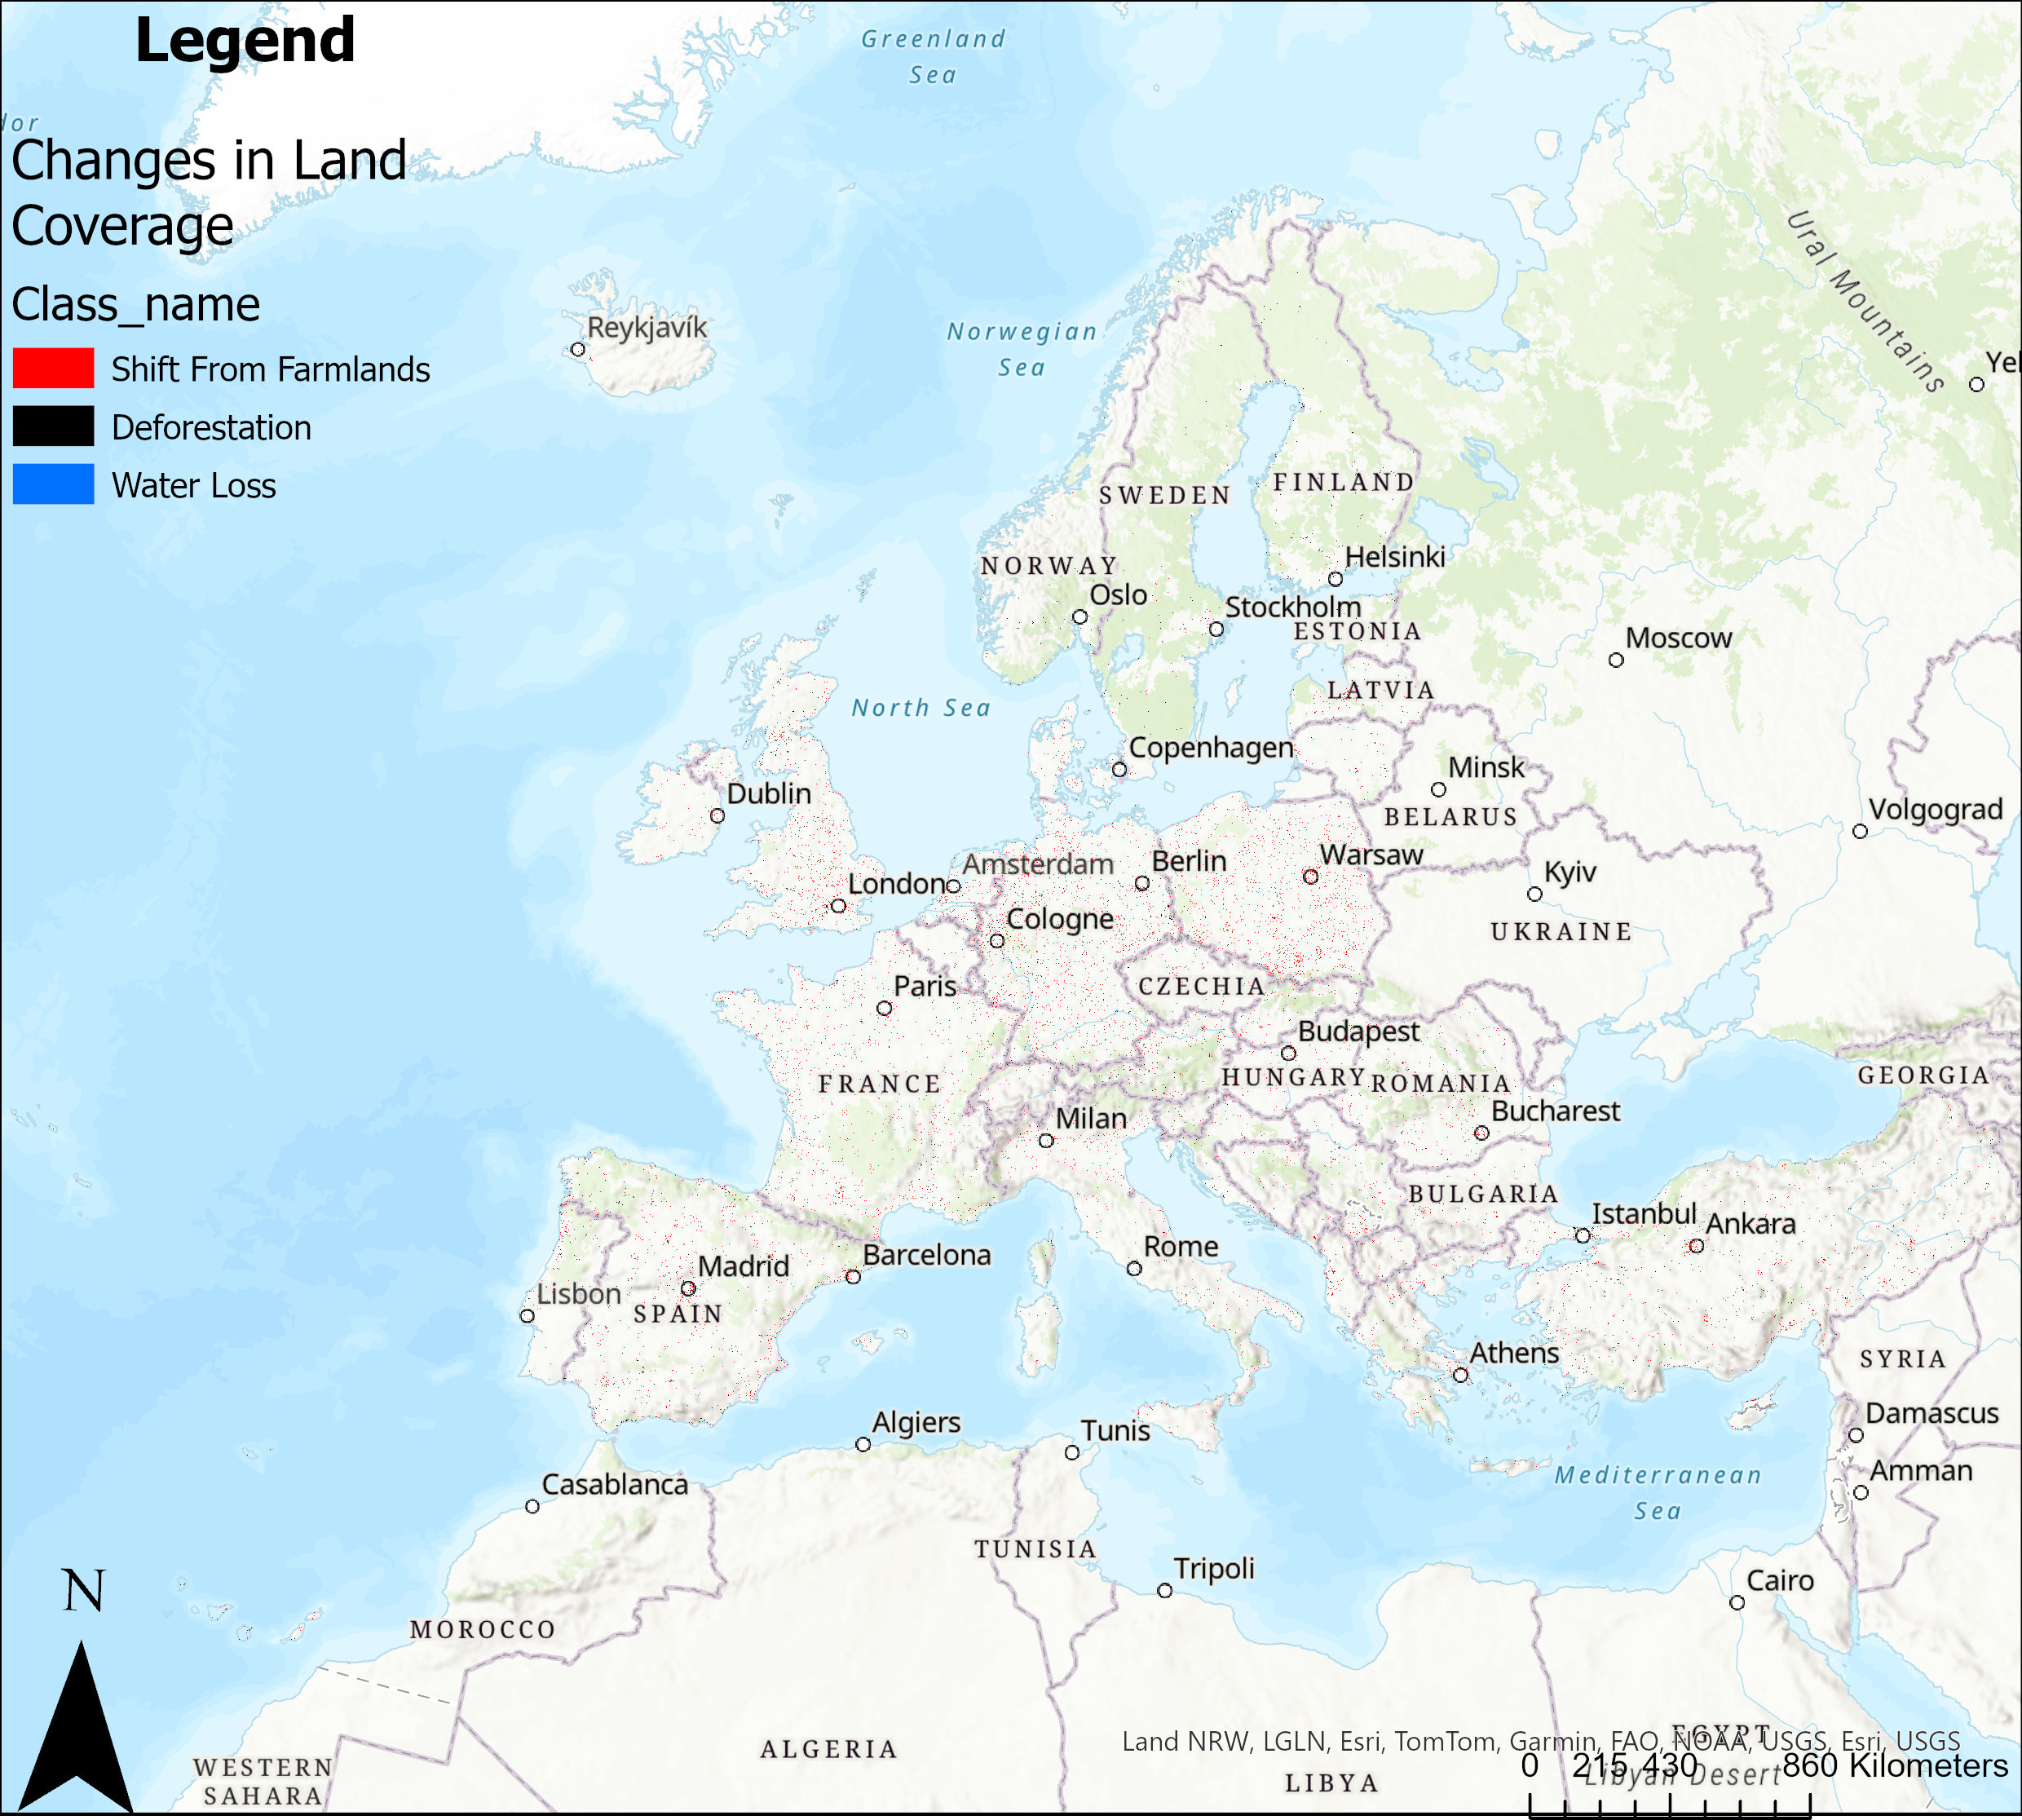 Legend
Greenland
Sea
dor
Changes in Land
Coverage
Class_name
Shift From Farmlands
Deforestation
Water Loss
Ural Mountains
Reykjavík
Norwegian
Sea
Yel
SWEDEN
FINLAND
NORWAY
Helsinki
Oslo
Stockholm
ESTONIA
Moscow
LATVIA
North Sea
Copenhagen
Minsk
Dublin
BELARUS
Volgograd
Amsterdam
Berlin
Warsaw
London
Kyiv
Cologne
UKRAINE
Paris
CZECHIA
Budapest
FRANCE
HUNGARY
ROMANIA
GEORGIA
Milan
Bucharest
BULGARIA
Istanbul
Ankara
Barcelona
Rome
Madrid
Lisbon
SPAIN
Athens
SYRIA
Algiers
Tunis
Damascus
Casablanca
Mediterranean
Sea
Amman
TUNISIA
Tripoli
Cairo
N
MOROCCO
EGYPT
Land NRW, LGLN, Esri, TomTom, Garmin, FAO, NOAA, USGS, Esri, USGS
ALGERIA
WESTERN
SAHARA
LIBYA
Libyan Desert
0 215 430 860 Kilometers